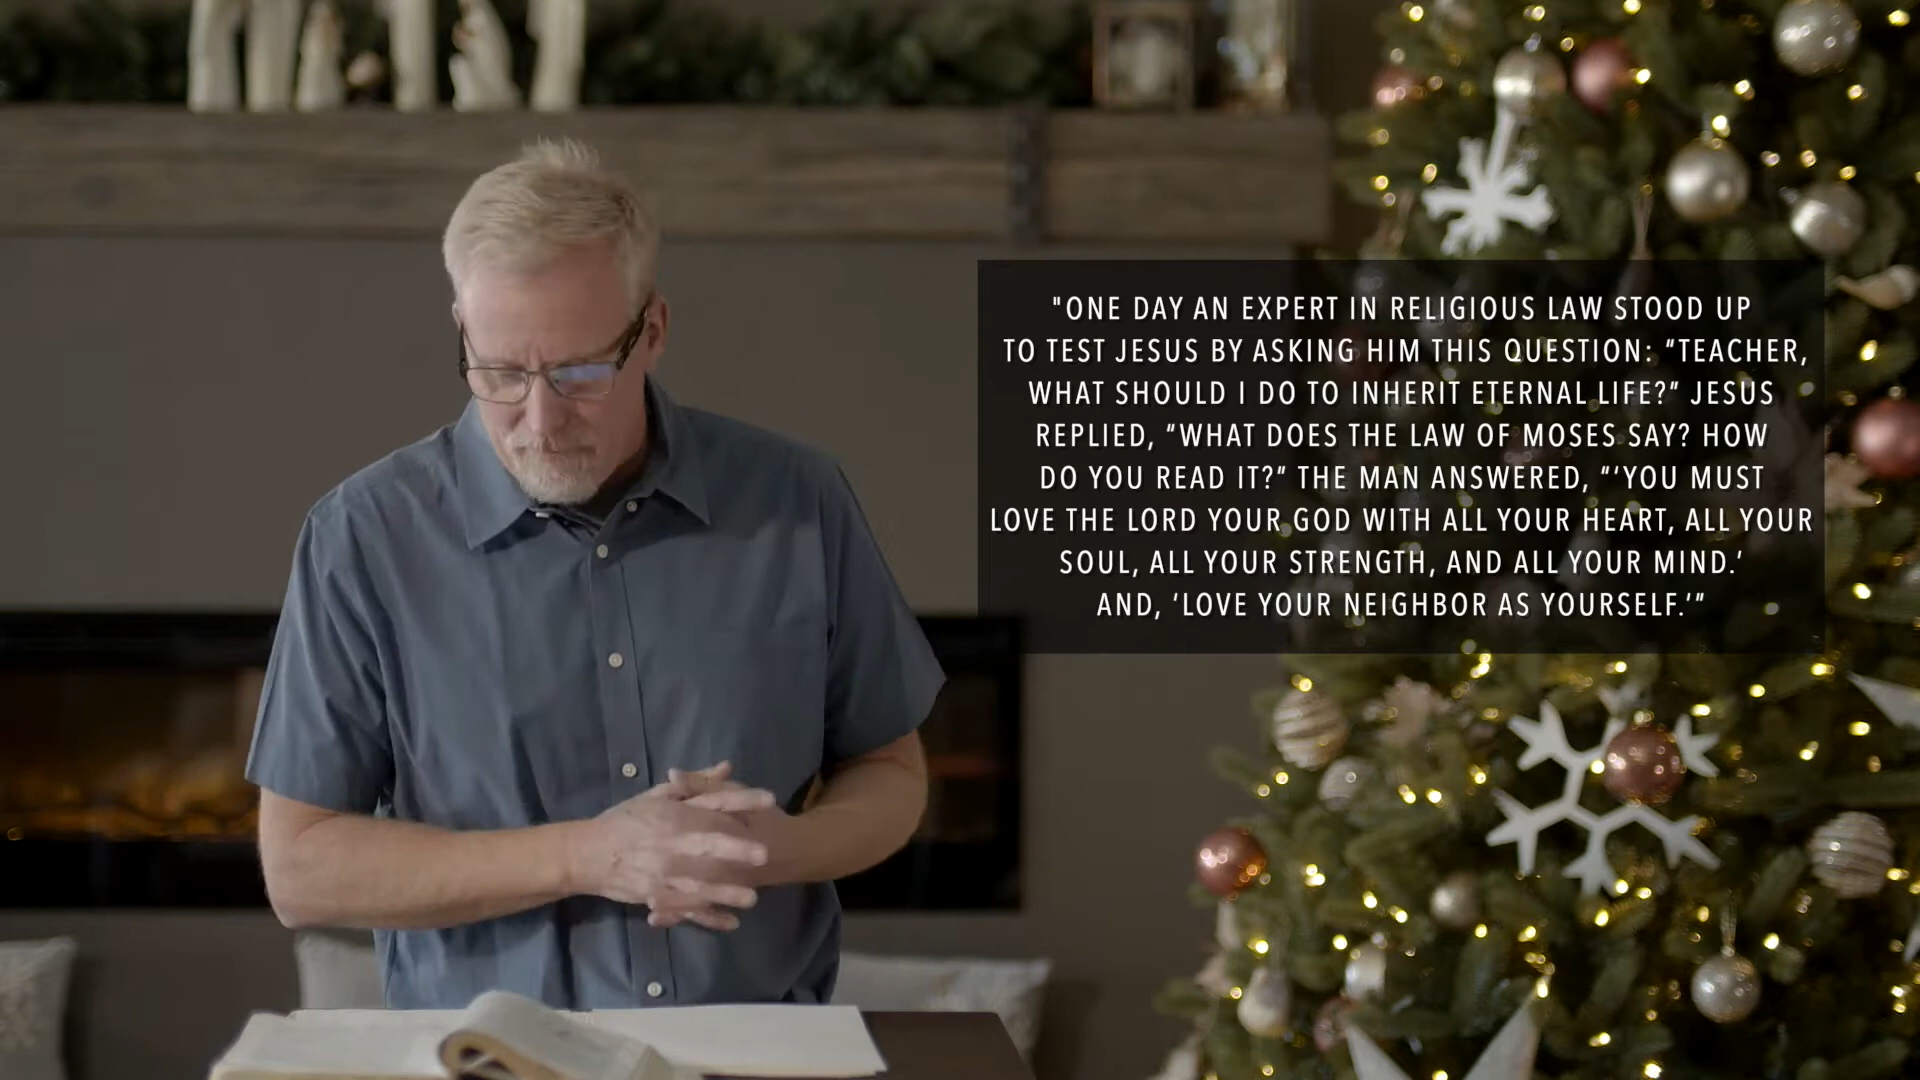 "ONE DAY AN EXPERT IN RELIGIOUS LAW STOOD UP
TO TEST JESUS BY ASKING HIM THIS QUESTION: “TEACHER,
WHAT SHOULD I DO TO INHERIT ETERNAL LIFE?” JESUS
REPLIED, “WHAT DOES THE LAW OF MOSES SAY? HOW
DO YOU READ IT?” THE MAN ANSWERED, “‘YOU MUST
LOVE THE LORD YOUR GOD WITH ALL YOUR HEART, ALL YOUR
SOUL, ALL YOUR STRENGTH, AND ALL YOUR MIND.’
AND, ‘LOVE YOUR NEIGHBOR AS YOURSELF.’”